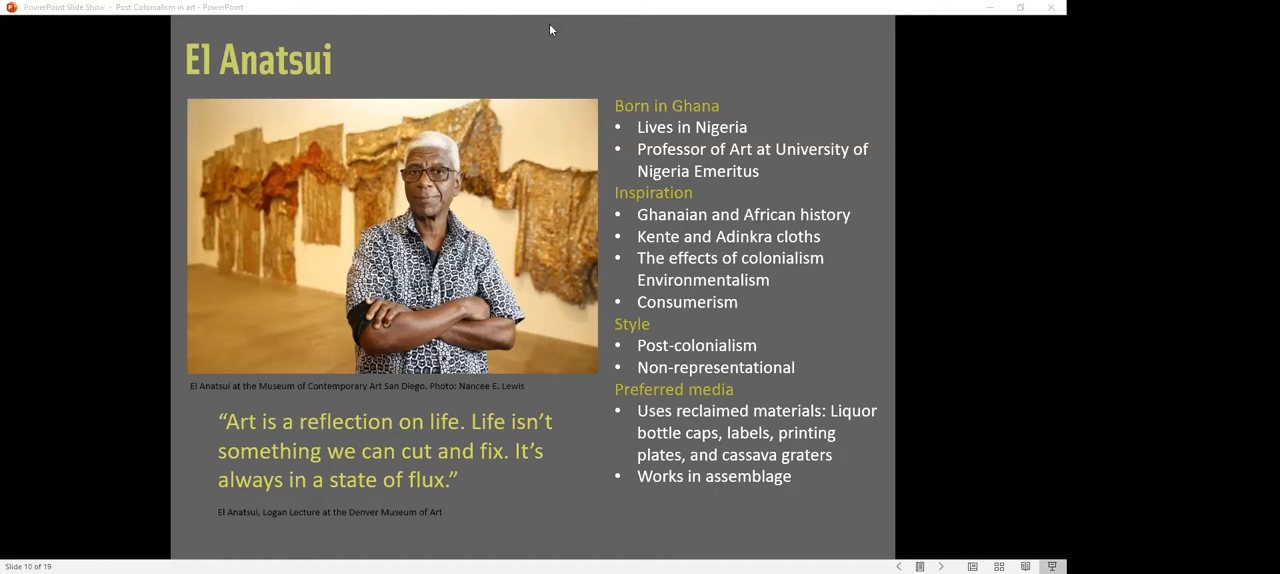 PowerPoint Slide Show - Post Colonialism in art - PowerPoint
El Anatsui
El Anatsui at the Museum of Contemporary Art San Diego. Photo: Nancee E. Lewis
“Art is a reflection on life. Life isn’t
something we can cut and fix. It’s
always in a state of flux.”
El Anatsui, Logan Lecture at the Denver Museum of Art
Born in Ghana
• Lives in Nigeria
• Professor of Art at University of
Nigeria Emeritus
Inspiration
• Ghanaian and African history
• Kente and Adinkra cloths
• The effects of colonialism
Environmentalism
• Consumerism
Style
• Post-colonialism
• Non-representational
Preferred media
• Uses reclaimed materials: Liquor
bottle caps, labels, printing
plates, and cassava graters
• Works in assemblage
Slide 10 of 19